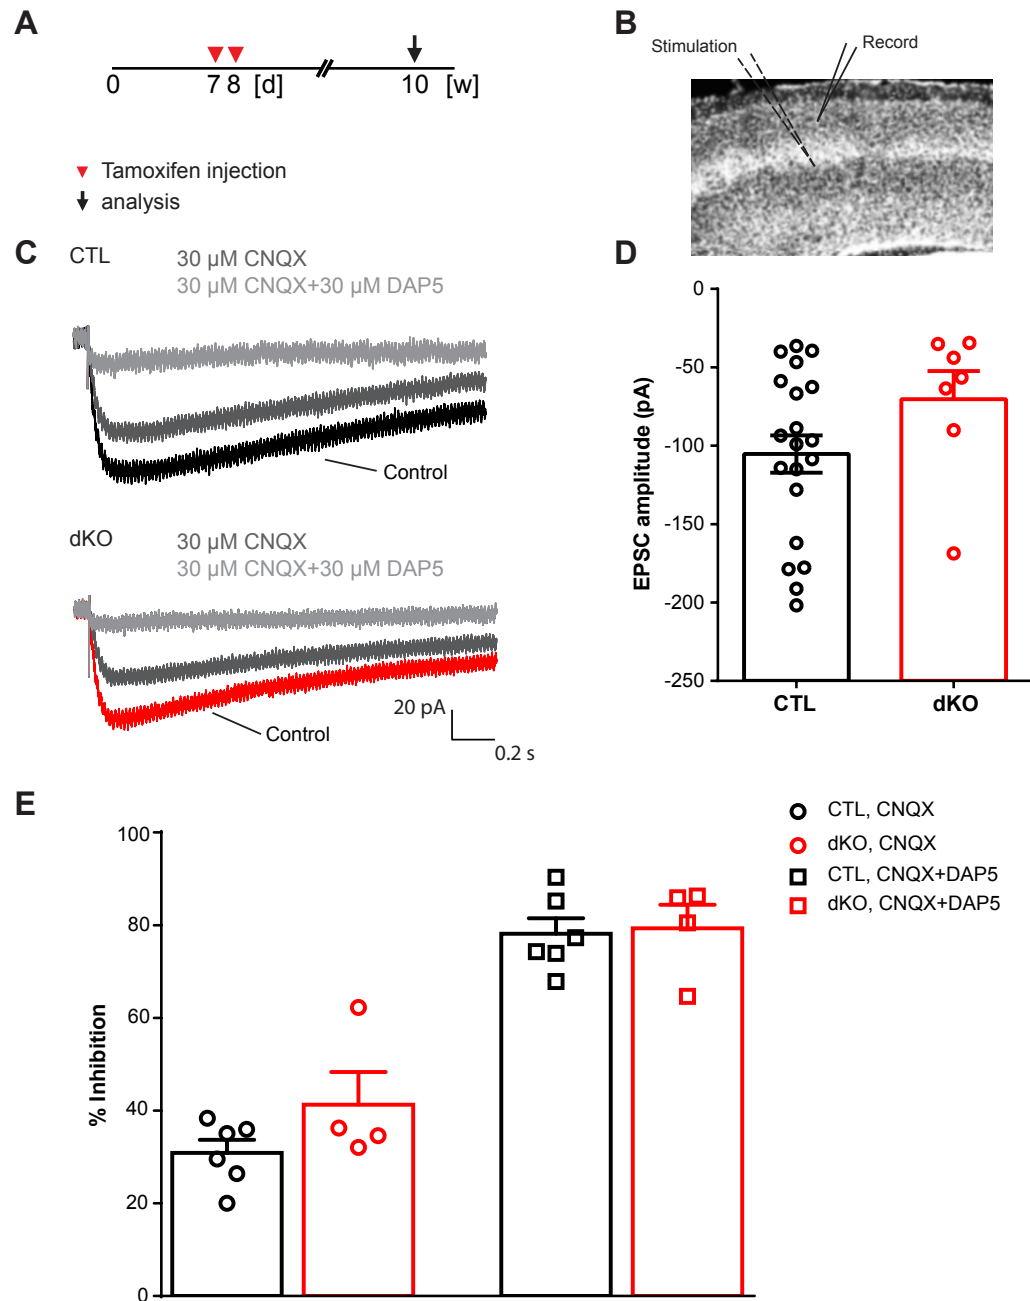 A
0 7 8 [d] 10 [w]
Tamoxifen injection
analysis
B
Stimulation
Record
C
CTL
30 µM CNQX
30 µM CNQX+30 µM DAP5
Control
dKO
30 µM CNQX
30 µM CNQX+30 µM DAP5
Control
20 pA
0.2 s
D
EPSC amplitude (pA)
0
-50
-100
-150
-200
-250
CTL dKO
E
% Inhibition
100
80
60
40
20
0
CTL, CNQX
dKO, CNQX
CTL, CNQX+DAP5
dKO, CNQX+DAP5